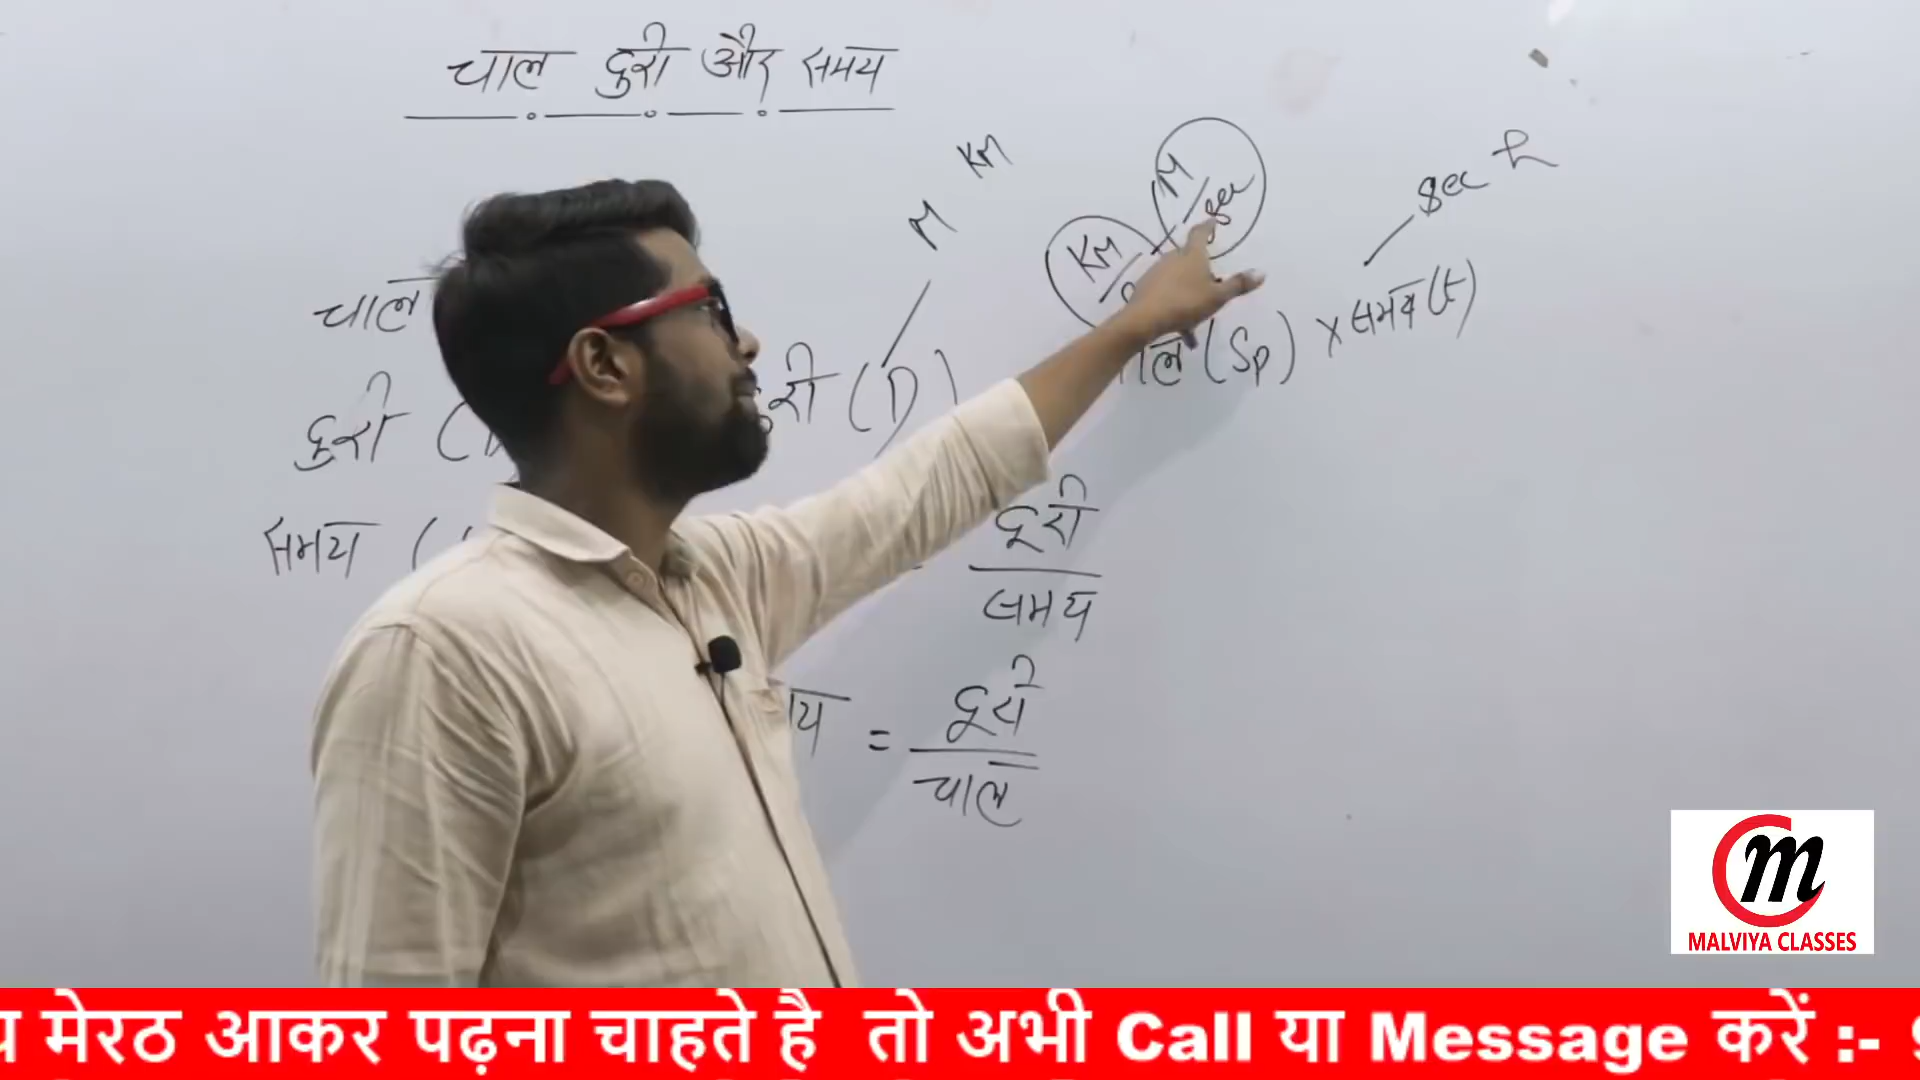 चाल दुरी और समय
KM
M
KM/
M/sec
sec h
चाल
दुरी (D) (Sp) × समय (t)
दुरी (
समय ( दूरी/समय
= दूरी/चाल
MALVIYA CLASSES
मेरठ आकर पढ़ना चाहते है तो अभी Call या Message करें :-